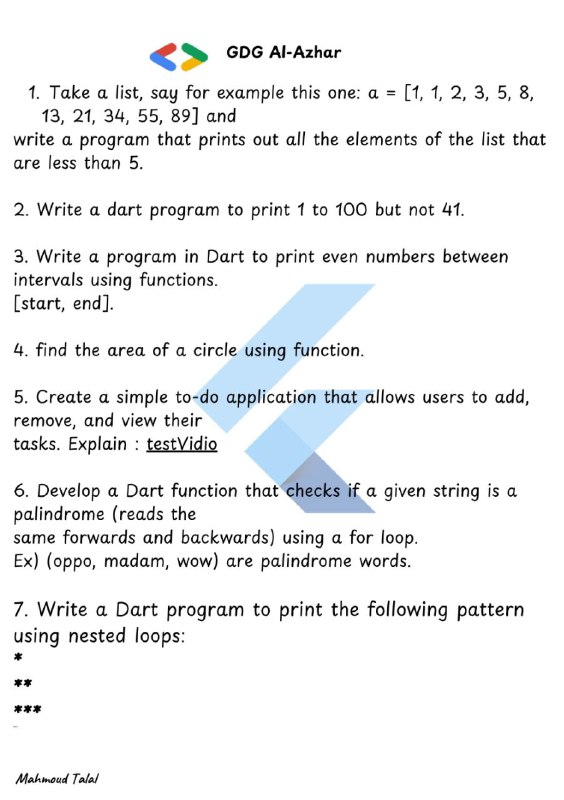 GDG Al-Azhar
1. Take a list, say for example this one: a = [1, 1, 2, 3, 5, 8,
13, 21, 34, 55, 89] and
write a program that prints out all the elements of the list that
are less than 5.
2. Write a dart program to print 1 to 100 but not 41.
3. Write a program in Dart to print even numbers between
intervals using functions.
[start, end].
4. find the area of a circle using function.
5. Create a simple to-do application that allows users to add,
remove, and view their
tasks. Explain : testVidio
6. Develop a Dart function that checks if a given string is a
palindrome (reads the
same forwards and backwards) using a for loop.
Ex) (oppo, madam, wow) are palindrome words.
7. Write a Dart program to print the following pattern
using nested loops:
*
**
***
Mahmoud Talal